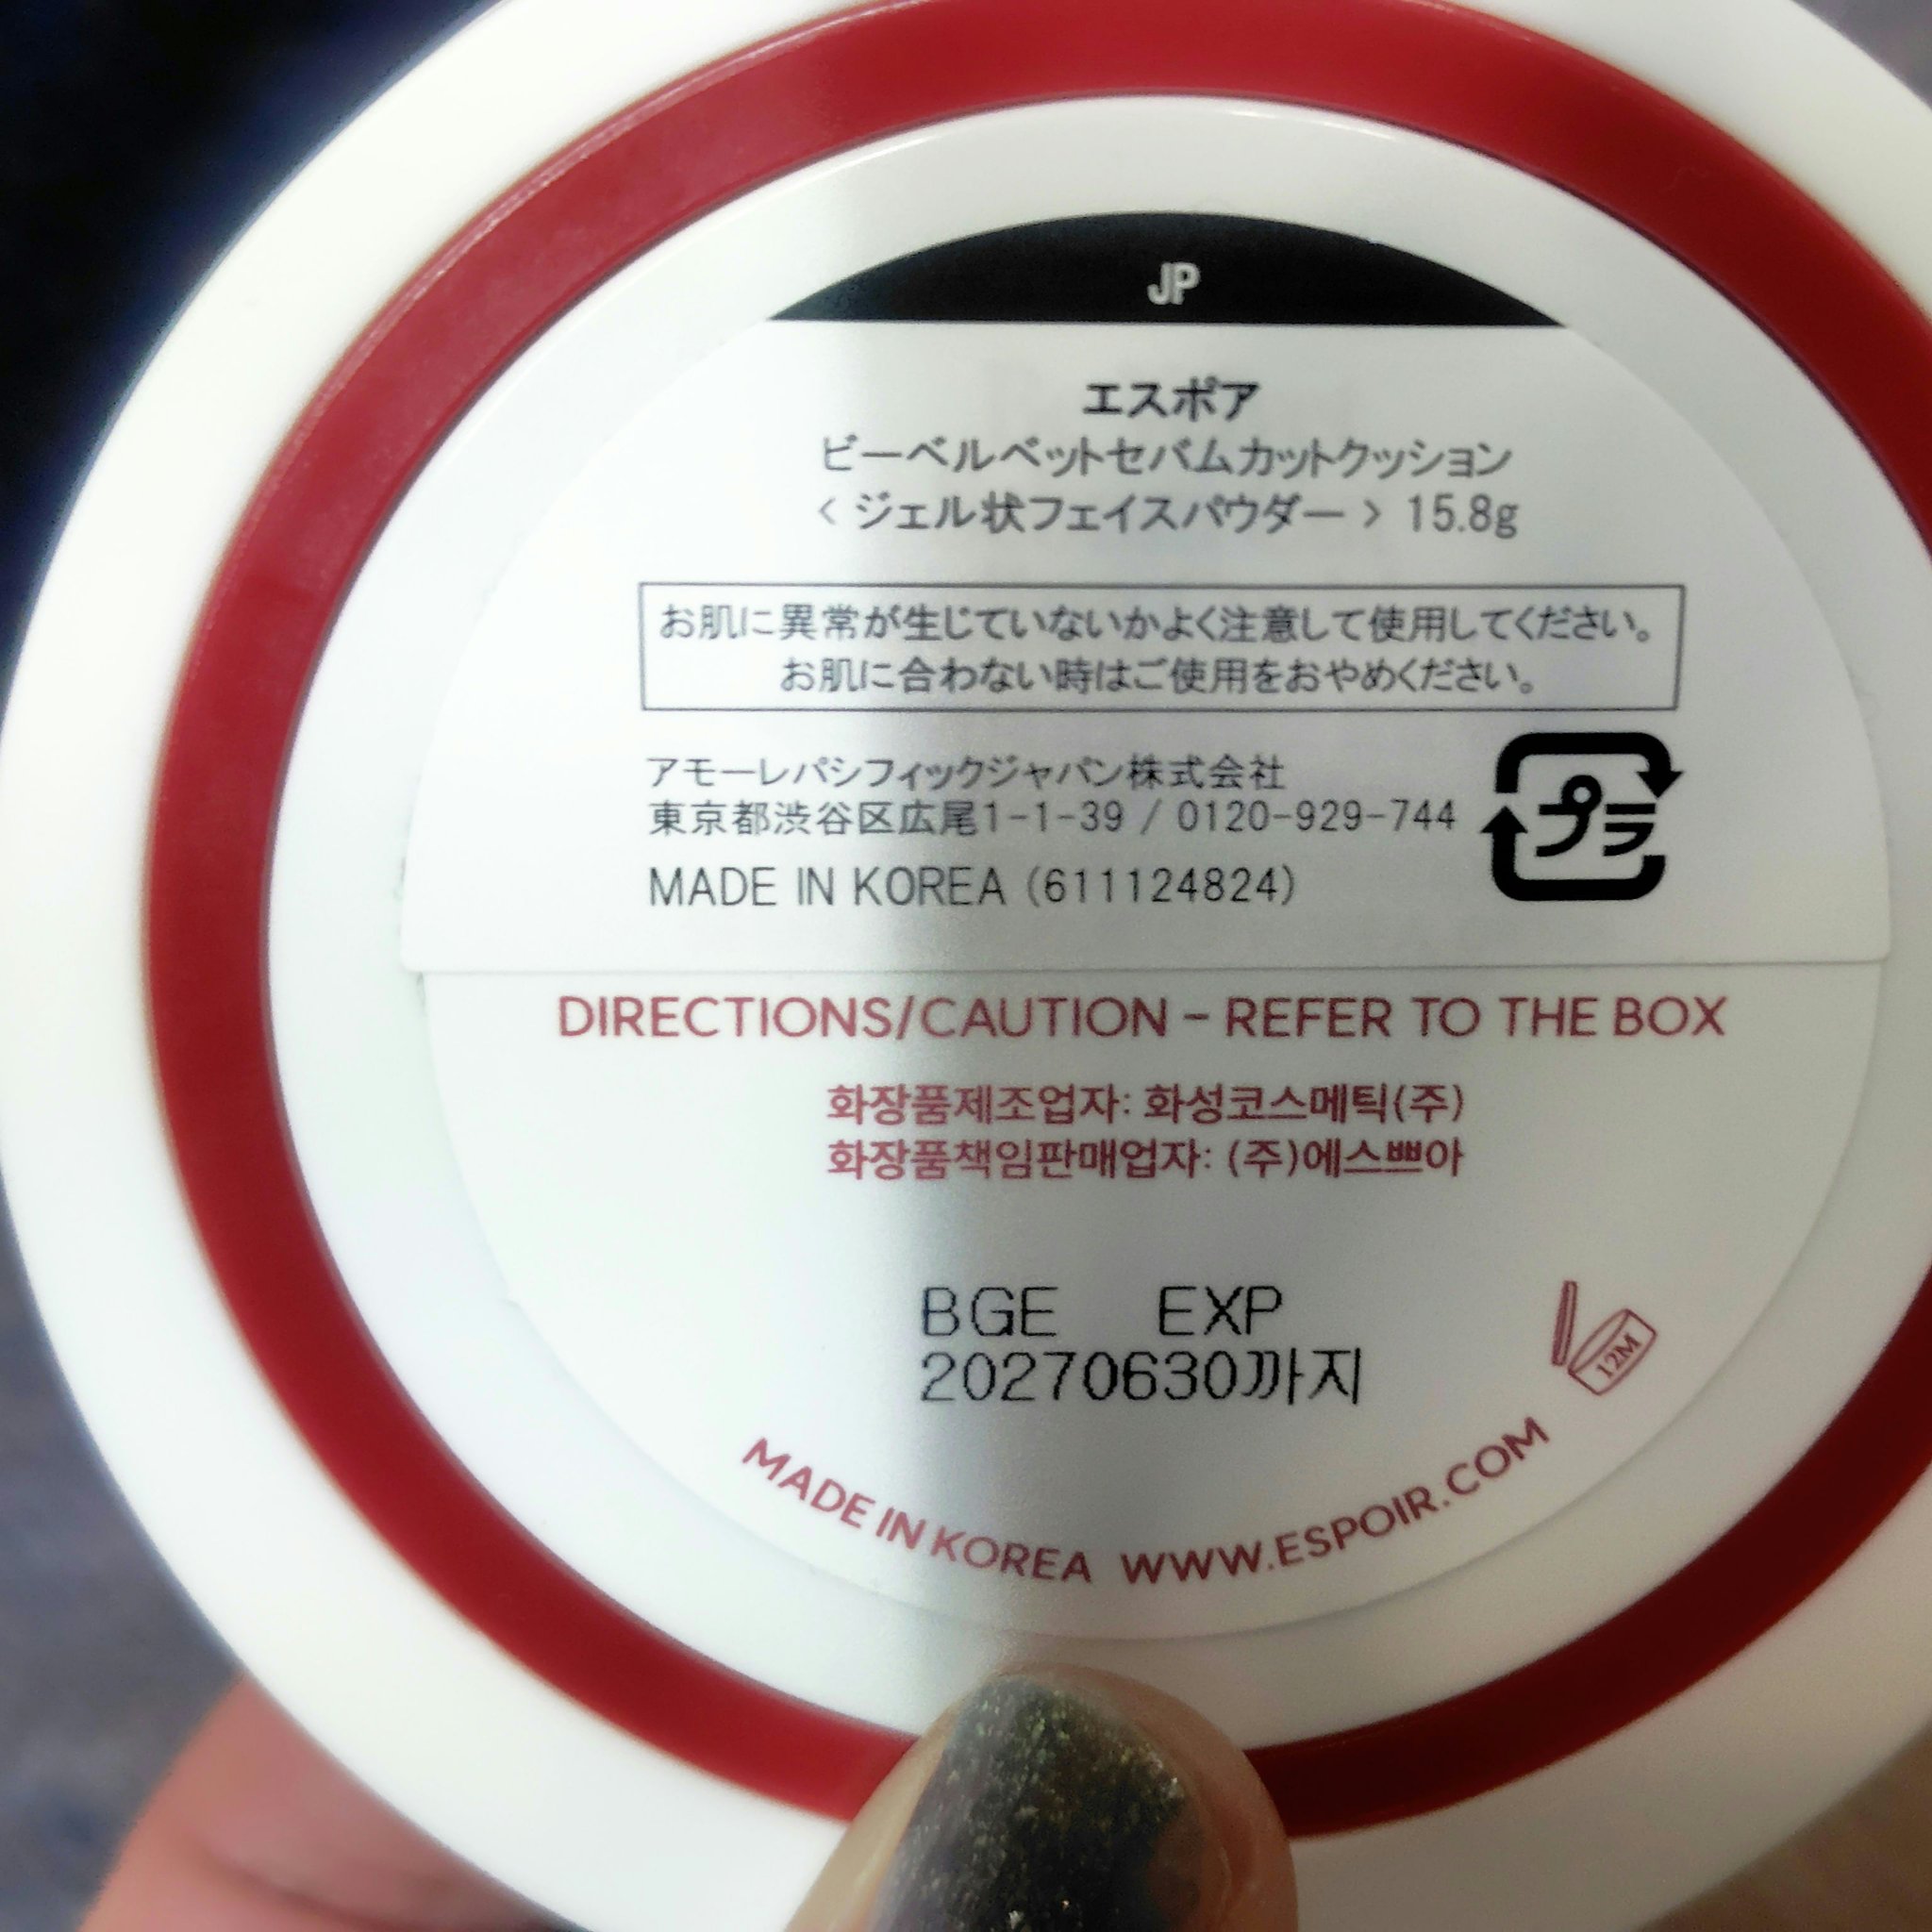 JP
エスポア
ビーベルベットセバムカットクッション
< ジェル状フェイスパウダー > 15.8g
お肌に異常が生じていないかよく注意して使用してください。
お肌に合わない時はご使用をおやめください。
アモーレパシフィックジャパン株式会社
東京都渋谷区広尾1-1-39 / 0120-929-744
プラ
MADE IN KOREA (611124824)
DIRECTIONS/CAUTION - REFER TO THE BOX
화장품제조업자: 화성코스메틱(주)
화장품책임판매업자: (주)에스쁘아
BGE EXP
20270630까지
12M
MADE IN KOREA WWW.ESPOIR.COM